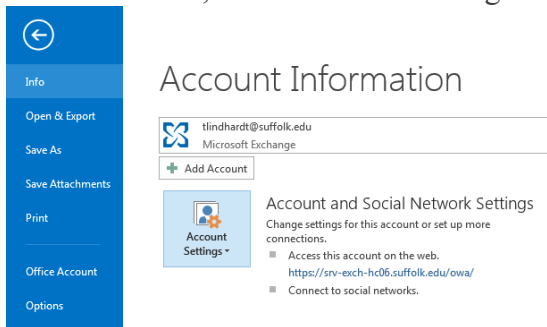 Info
Open & Export
Save As
Save Attachments
Print
Office Account
Options
Account Information
tlindhardt@suffolk.edu
Microsoft Exchange
Add Account
Account
Settings
Account and Social Network Settings
Change settings for this account or set up more
connections.
Access this account on the web.
https://srv-exch-hc06.suffolk.edu/owa/
Connect to social networks.